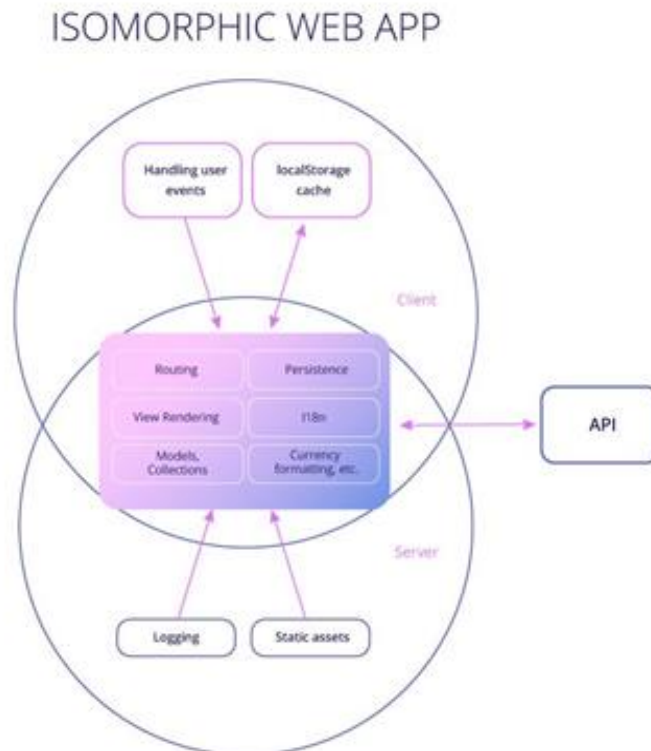 ISOMORPHIC WEB APP
Handling user
events
localStorage
cache
Client
Routing
Persistence
View Rendering
I18n
Models,
Collections
Currency
formatting, etc.
API
Server
Logging
Static assets